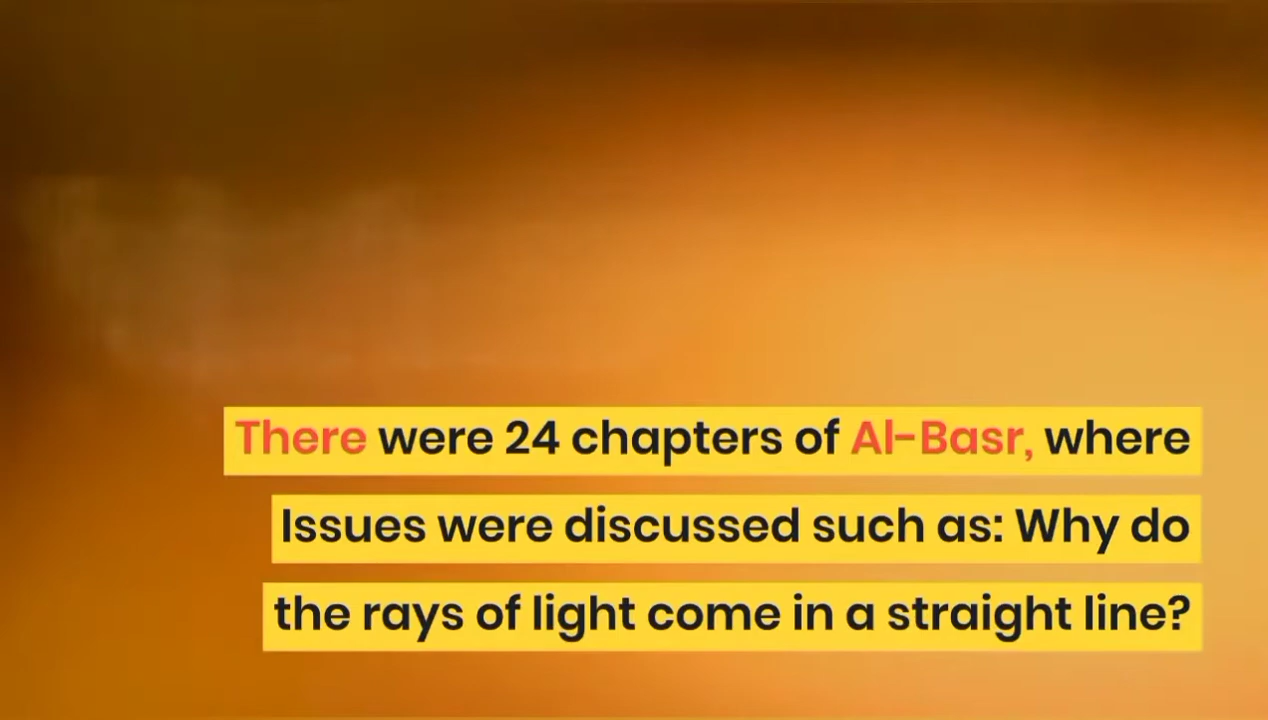 There were 24 chapters of Al-Basr, where
Issues were discussed such as: Why do
the rays of light come in a straight line?